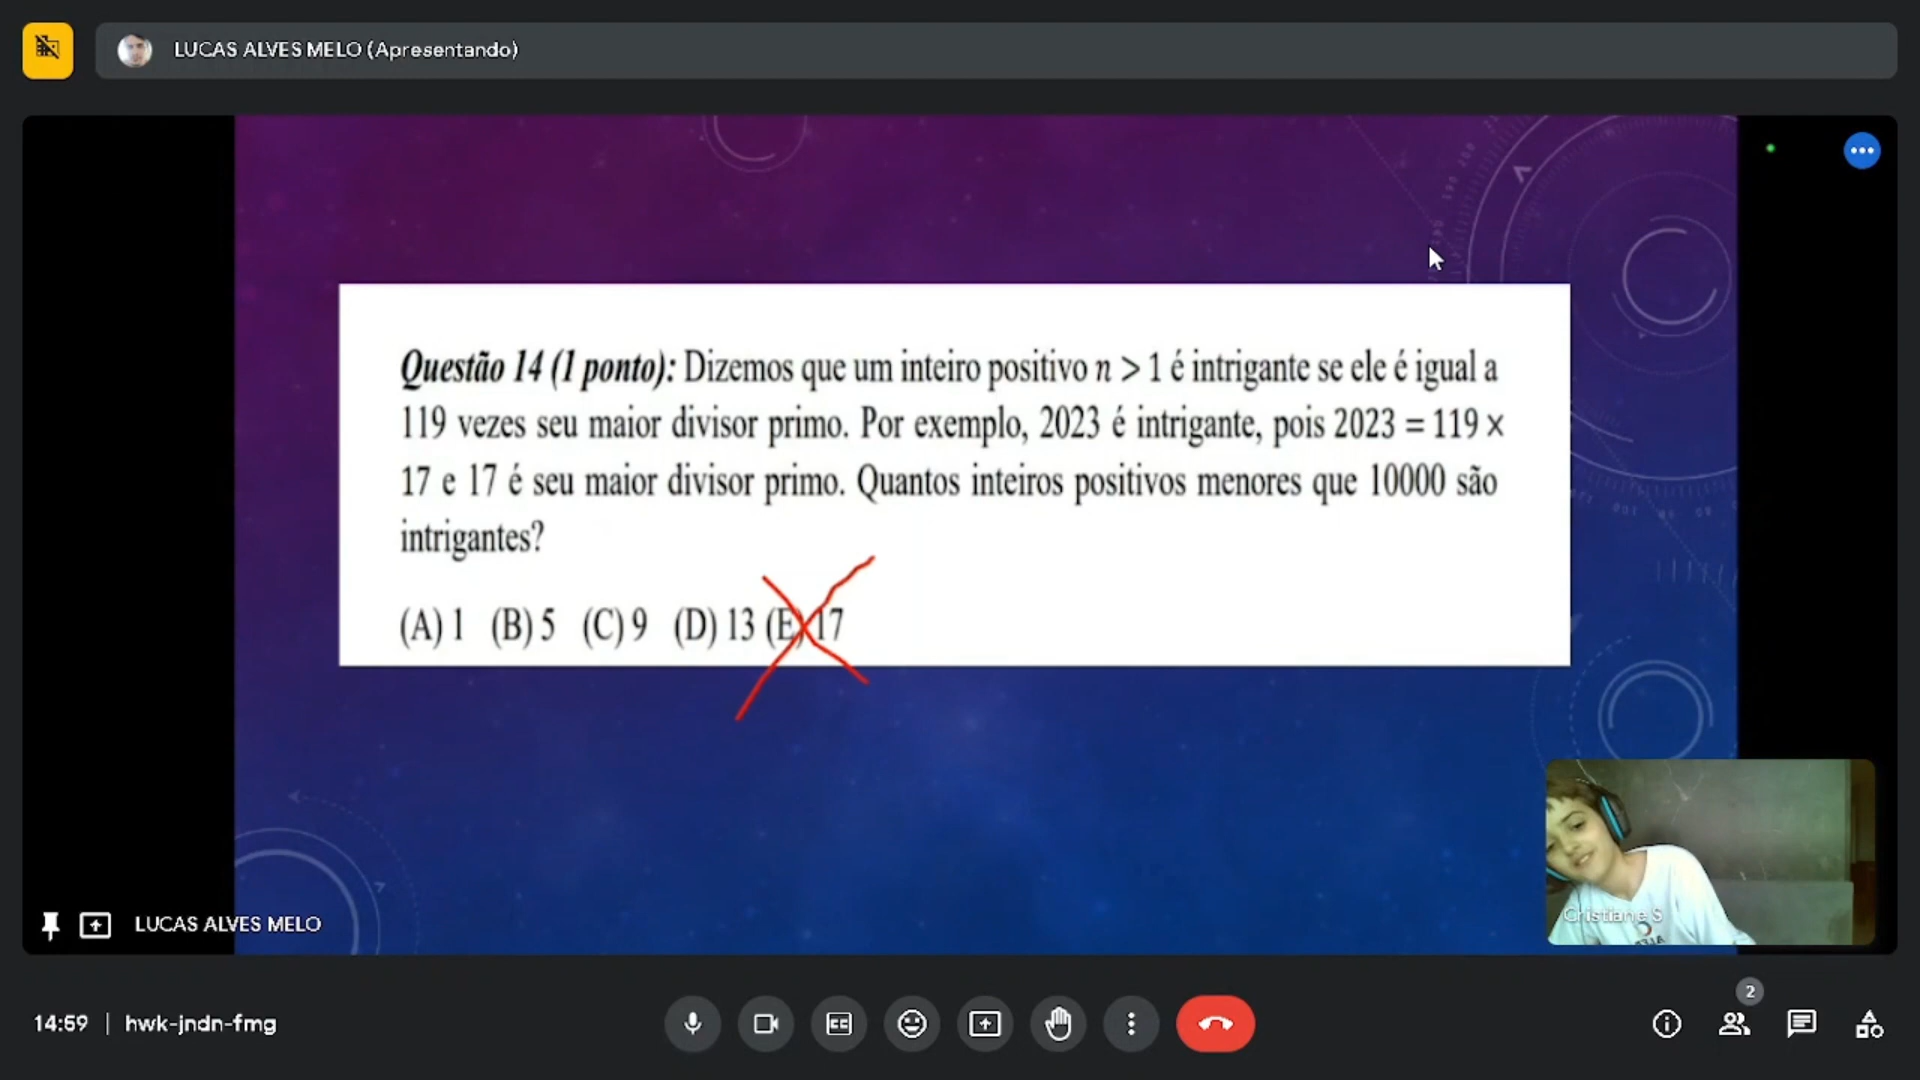 LUCAS ALVES MELO (Apresentando)
Questão 14 (1 ponto): Dizemos que um inteiro positivo n > 1 é intrigante se ele é igual a
119 vezes seu maior divisor primo. Por exemplo, 2023 é intrigante, pois 2023 = 119 ×
17 e 17 é seu maior divisor primo. Quantos inteiros positivos menores que 10000 são
intrigantes?
(A) 1 (B) 5 (C) 9 (D) 13 (E) 17
Cristiane S
LUCAS ALVES MELO
2
14:59 | hwk-jndn-fmg